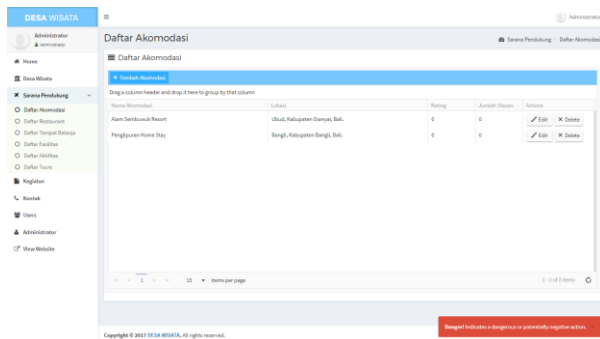 DESA WISATA
Administrator
Administrator
Administrator
Home
Desa Wisata
Sarana Pendukung
Daftar Akomodasi
Daftar Restaurant
Daftar Tempat Belanja
Daftar Fasilitas
Daftar Aktifitas
Daftar Tours
Kegiatan
Kontak
Users
Administrator
View Website
Daftar Akomodasi
Sarana Pendukung / Daftar Akomodasi
Daftar Akomodasi
+ Tambah Akomodasi
Drag a column header and drop it here to group by that column
Nama Akomodasi Lokasi Rating Jumlah Ulasan Actions
Alam Sembuwuk Resort Ubud, Kabupaten Gianyar, Bali. 0 0 Edit Delete
Penglipuran Home Stay Bangli, Kabupaten Bangli, Bali. 0 0 Edit Delete
1 15 items per page 1 - 2 of 2 items
Danger! Indicates a dangerous or potentially negative action.
Copyright © 2017 DESA WISATA. All rights reserved.